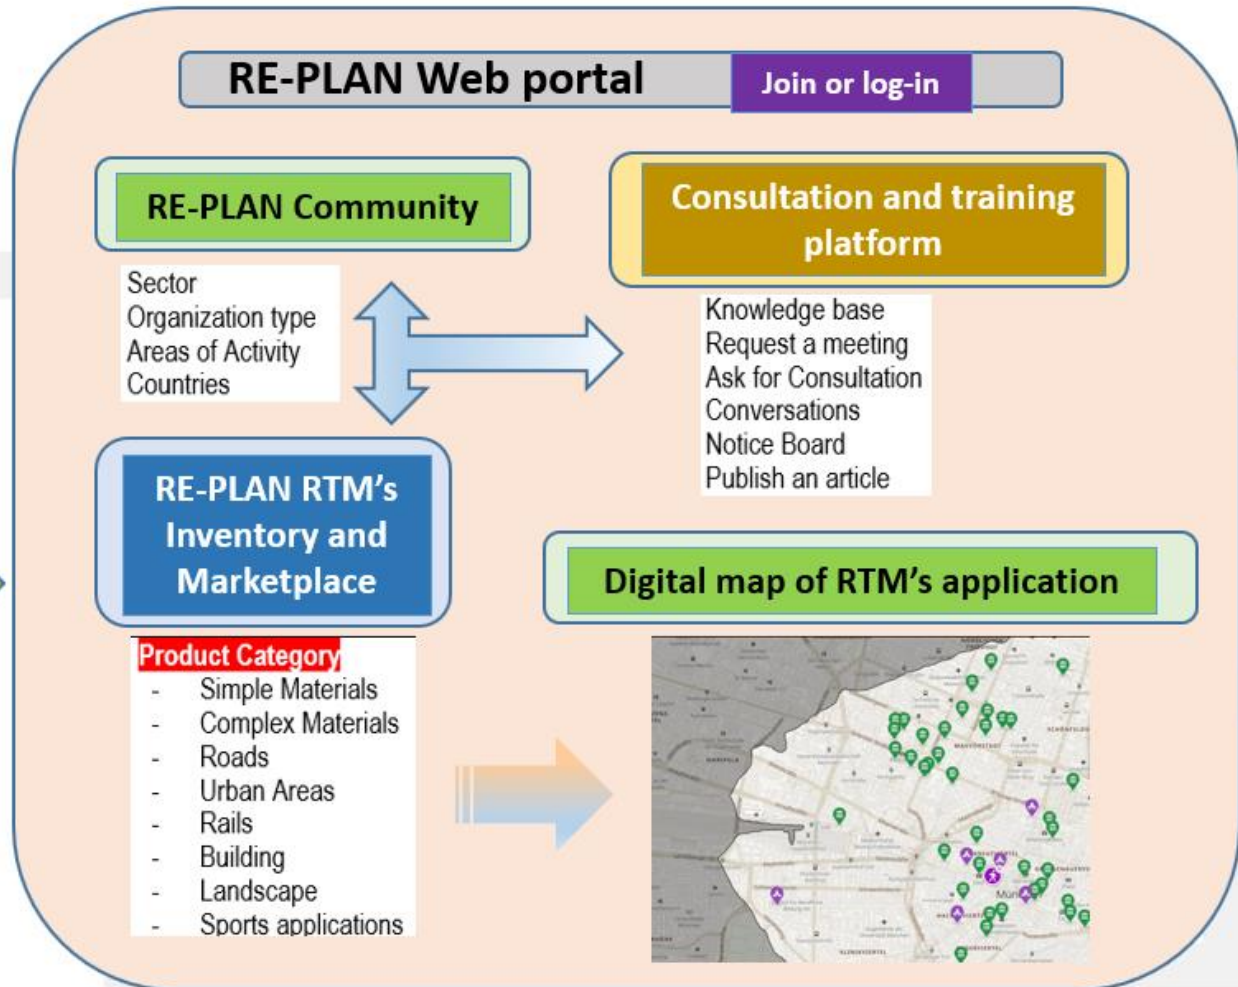 RE-PLAN Web portal
Join or log-in
RE-PLAN Community
Sector
Organization type
Areas of Activity
Countries
Consultation and training
platform
Knowledge base
Request a meeting
Ask for Consultation
Conversations
Notice Board
Publish an article
RE-PLAN RTM's
Inventory and
Marketplace
Product Category
- Simple Materials
- Complex Materials
- Roads
- Urban Areas
- Rails
- Building
- Landscape
- Sports applications
Digital map of RTM's application
MAXVORSTADT